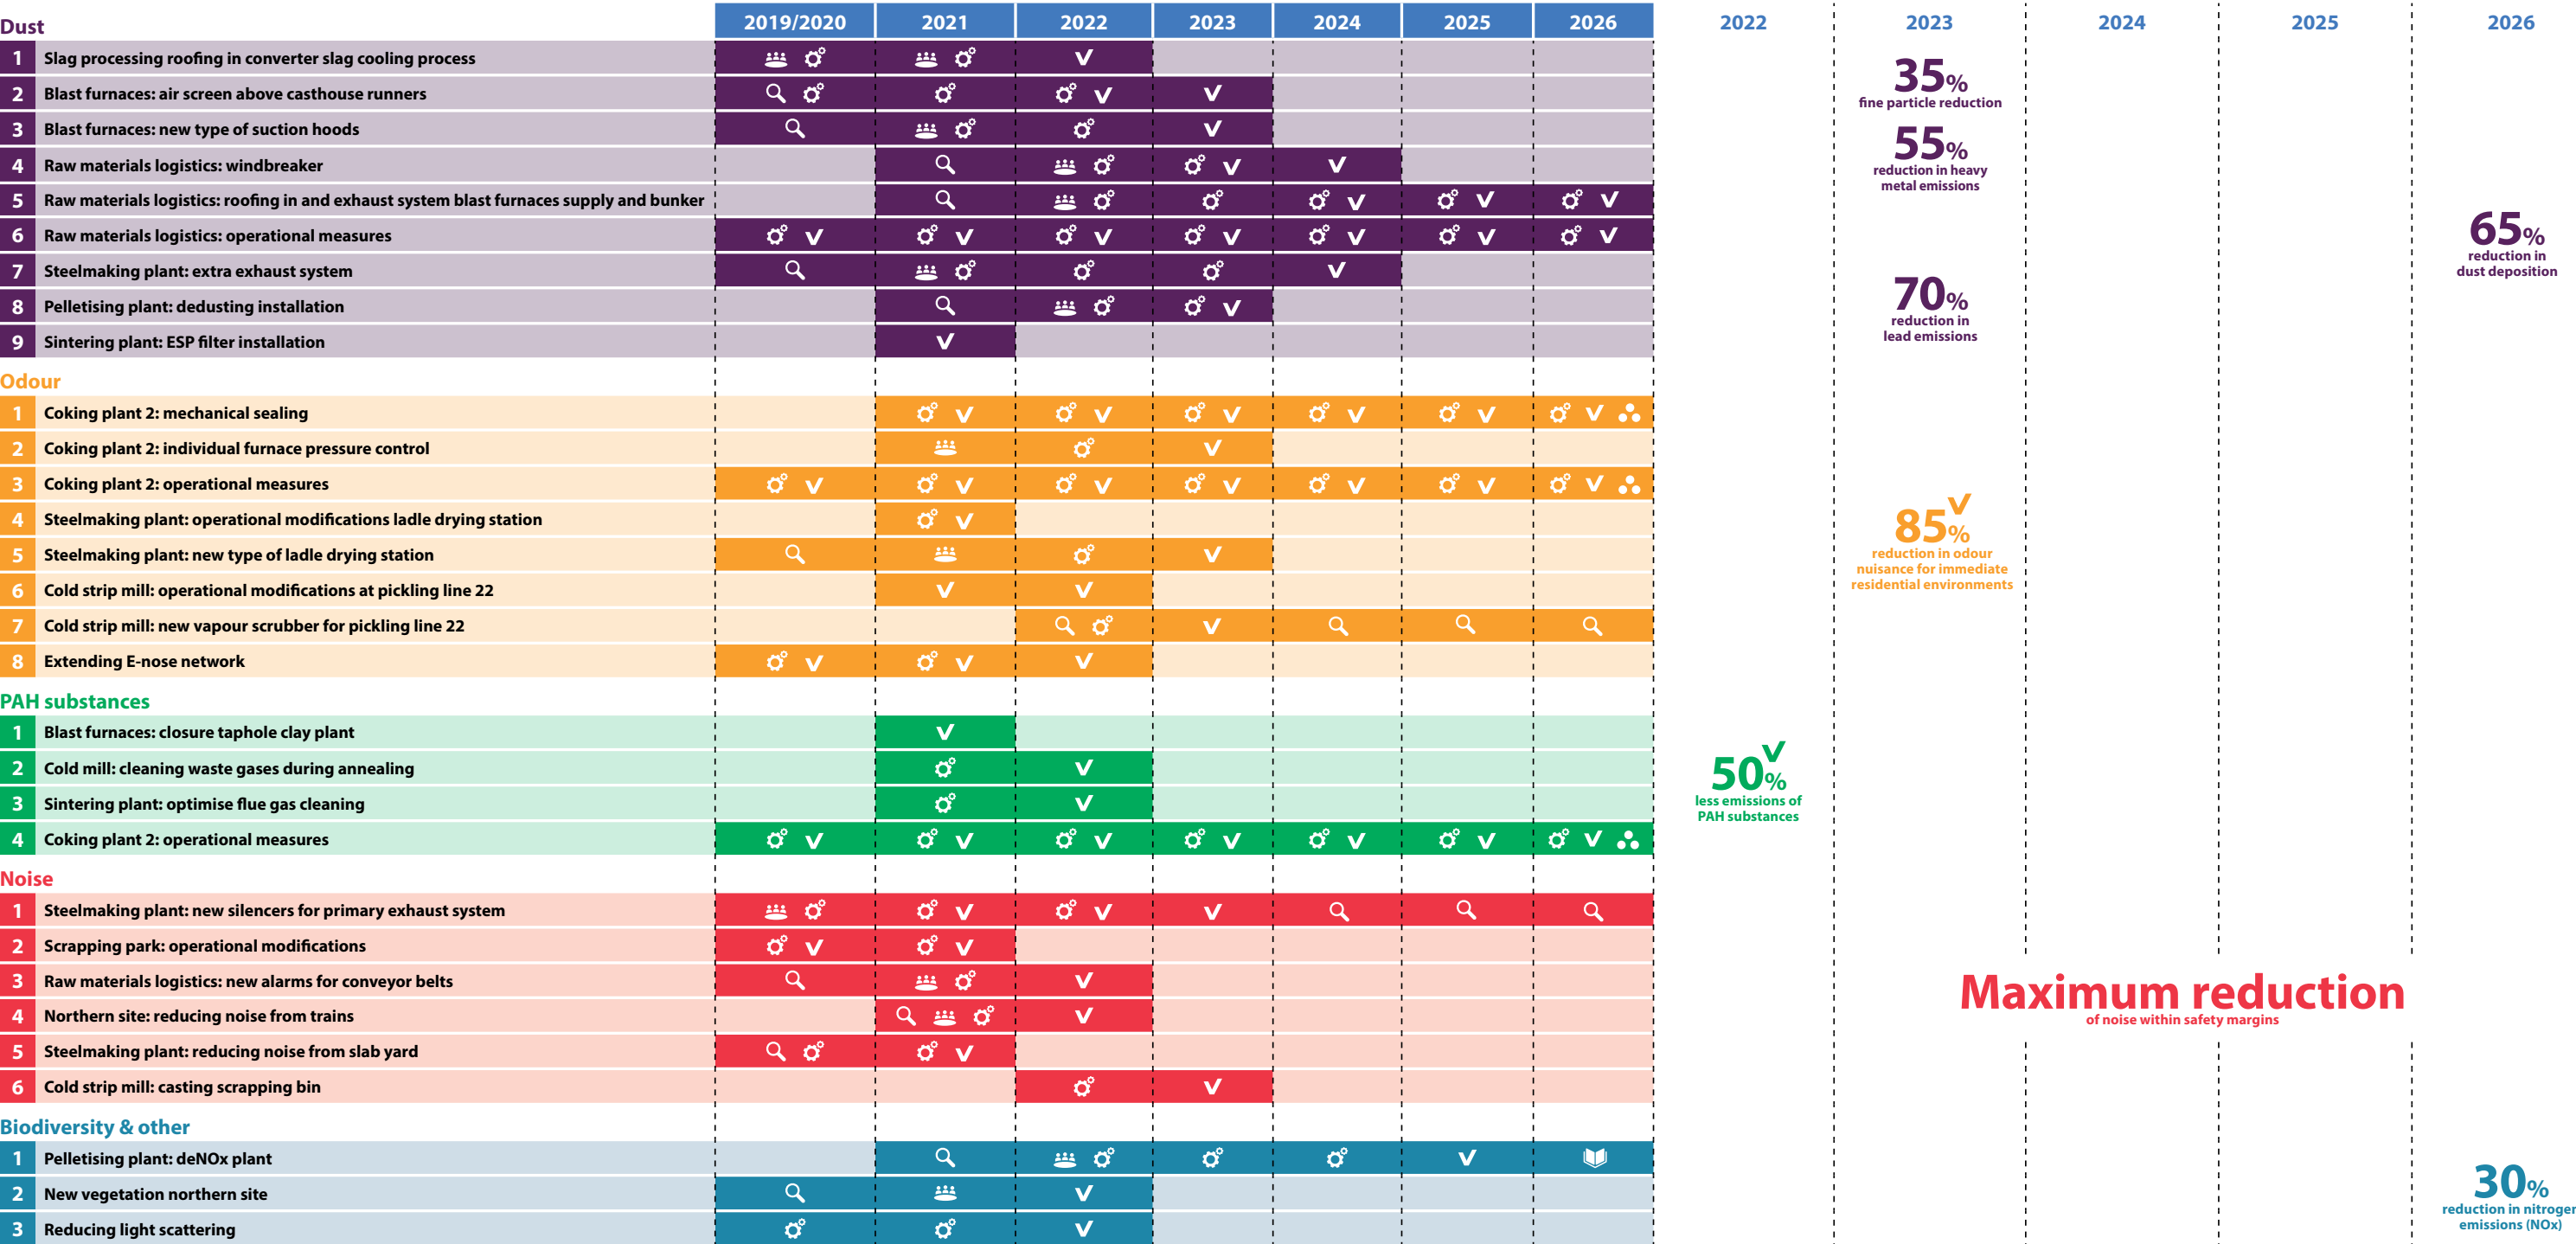 Dust 2019/2020 2021 2022 2023 2024 2025 2026 2022 2023 2024 2025 2026
1 Slag processing roofing in converter slag cooling process
2 Blast furnaces: air screen above casthouse runners
3 Blast furnaces: new type of suction hoods
4 Raw materials logistics: windbreaker
5 Raw materials logistics: roofing in and exhaust system blast furnaces supply and bunker
6 Raw materials logistics: operational measures
7 Steelmaking plant: extra exhaust system
8 Pelletising plant: dedusting installation
9 Sintering plant: ESP filter installation
35%
fine particle reduction
55%
reduction in heavy
metal emissions
70%
reduction in
lead emissions
65%
reduction in
dust deposition
Odour
1 Coking plant 2: mechanical sealing
2 Coking plant 2: individual furnace pressure control
3 Coking plant 2: operational measures
4 Steelmaking plant: operational modifications ladle drying station
5 Steelmaking plant: new type of ladle drying station
6 Cold strip mill: operational modifications at pickling line 22
7 Cold strip mill: new vapour scrubber for pickling line 22
8 Extending E-nose network
85%
reduction in odour
nuisance for immediate
residential environments
PAH substances
1 Blast furnaces: closure taphole clay plant
2 Cold mill: cleaning waste gases during annealing
3 Sintering plant: optimise flue gas cleaning
4 Coking plant 2: operational measures
50%
less emissions of
PAH substances
Noise
1 Steelmaking plant: new silencers for primary exhaust system
2 Scrapping park: operational modifications
3 Raw materials logistics: new alarms for conveyor belts
4 Northern site: reducing noise from trains
5 Steelmaking plant: reducing noise from slab yard
6 Cold strip mill: casting scrapping bin
Maximum reduction
of noise within safety margins
Biodiversity & other
1 Pelletising plant: deNOx plant
2 New vegetation northern site
3 Reducing light scattering
30%
reduction in nitrogen
emissions (NOx)